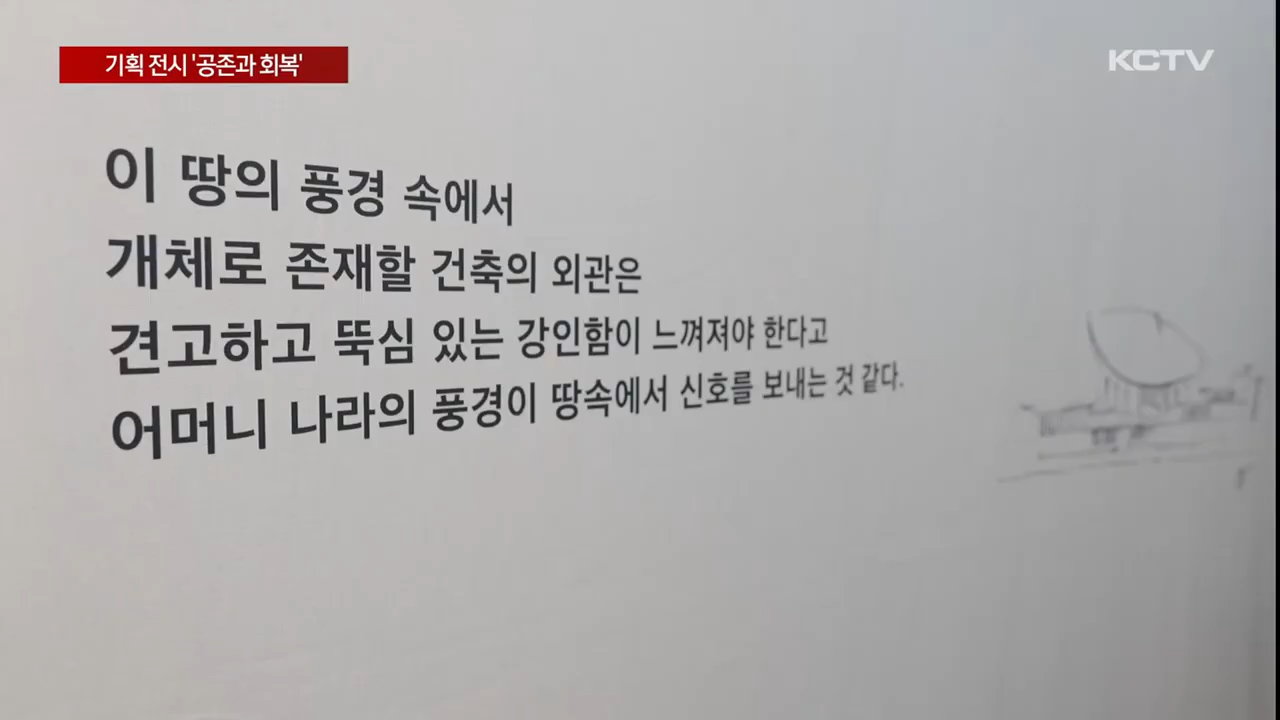 기획 전시 '공존과 회복'
KCTV
이 땅의 풍경 속에서
개체로 존재할 건축의 외관은
견고하고 뚝심 있는 강인함이 느껴져야 한다고
어머니 나라의 풍경이 땅속에서 신호를 보내는 것 같다.